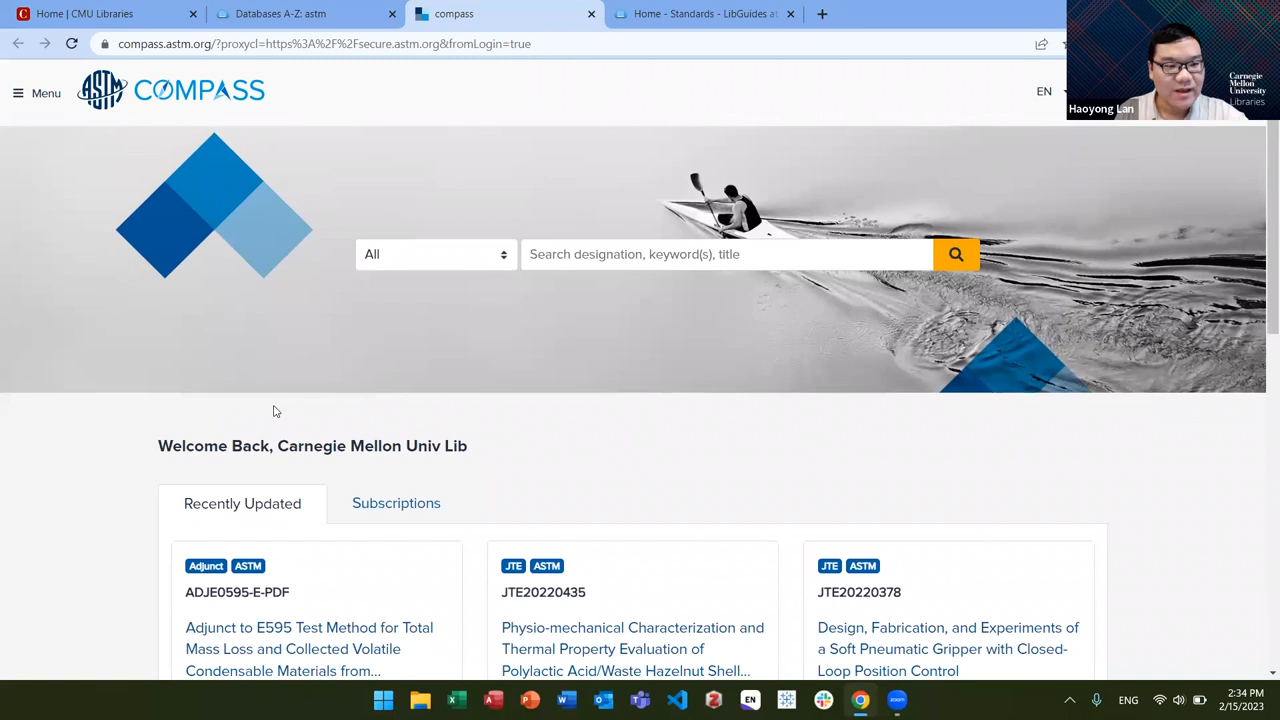 Home | CMU Libraries
Databases A-Z: astm
compass
Home - Standards - LibGuides at
compass.astm.org/?proxycl=https%3A%2F%2Fsecure.astm.org&fromLogin=true
Menu
ASTM
COMPASS
EN
Carnegie
Mellon
University
Libraries
Haoyong Lan
All
Search designation, keyword(s), title
Welcome Back, Carnegie Mellon Univ Lib
Recently Updated
Subscriptions
Adjunct ASTM
ADJE0595-E-PDF
Adjunct to E595 Test Method for Total
Mass Loss and Collected Volatile
Condensable Materials from...
JTE ASTM
JTE20220435
Physio-mechanical Characterization and
Thermal Property Evaluation of
Polylactic Acid/Waste Hazelnut Shell...
JTE ASTM
JTE20220378
Design, Fabrication, and Experiments of
a Soft Pneumatic Gripper with Closed-
Loop Position Control
EN
ENG
2:34 PM
2/15/2023